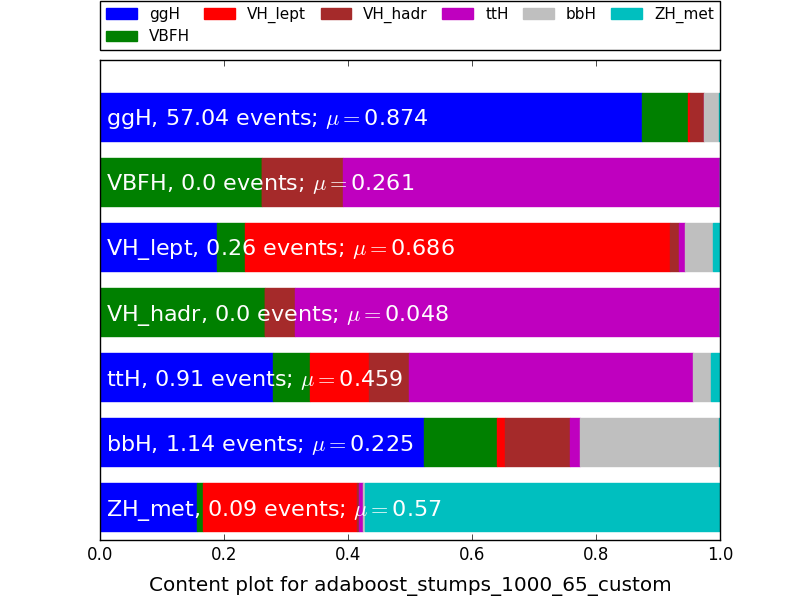 ggH VH_lept VH_hadr ttH bbH ZH_met
VBFH
ggH, 57.04 events; μ=0.874
VBFH, 0.0 events; μ=0.261
VH_lept, 0.26 events; μ=0.686
VH_hadr, 0.0 events; μ=0.048
ttH, 0.91 events; μ=0.459
bbH, 1.14 events; μ=0.225
ZH_met, 0.09 events; μ=0.57
0.0 0.2 0.4 0.6 0.8 1.0
Content plot for adaboost_stumps_1000_65_custom